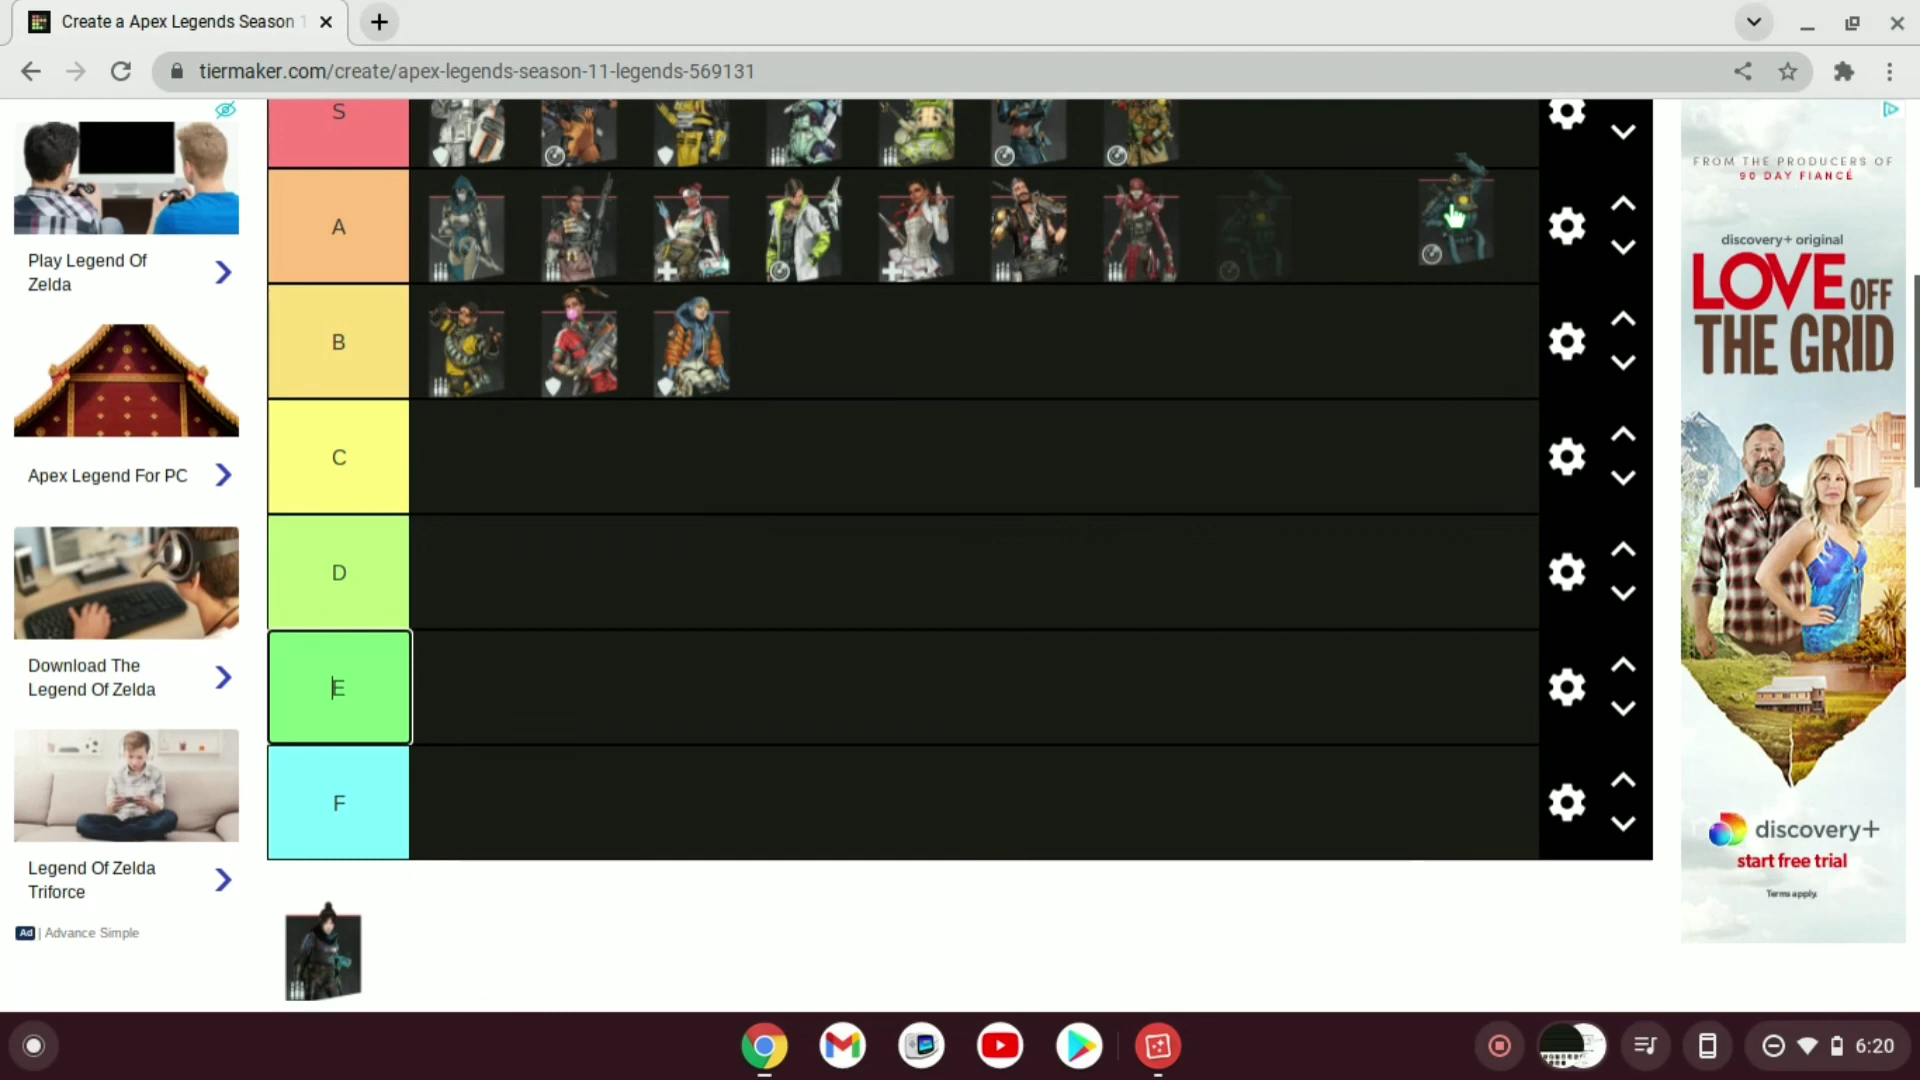 Create a Apex Legends Season 1
tiermaker.com/create/apex-legends-season-11-legends-569131
Play Legend Of
Zelda
Apex Legend For PC
Download The
Legend Of Zelda
Legend Of Zelda
Triforce
Ad | Advance Simple
S
A
B
C
D
E
F
FROM THE PRODUCERS OF
90 DAY FIANCÉ
discovery+ original
LOVE OFF
THE GRID
discovery+
start free trial
Terms apply.
6:20